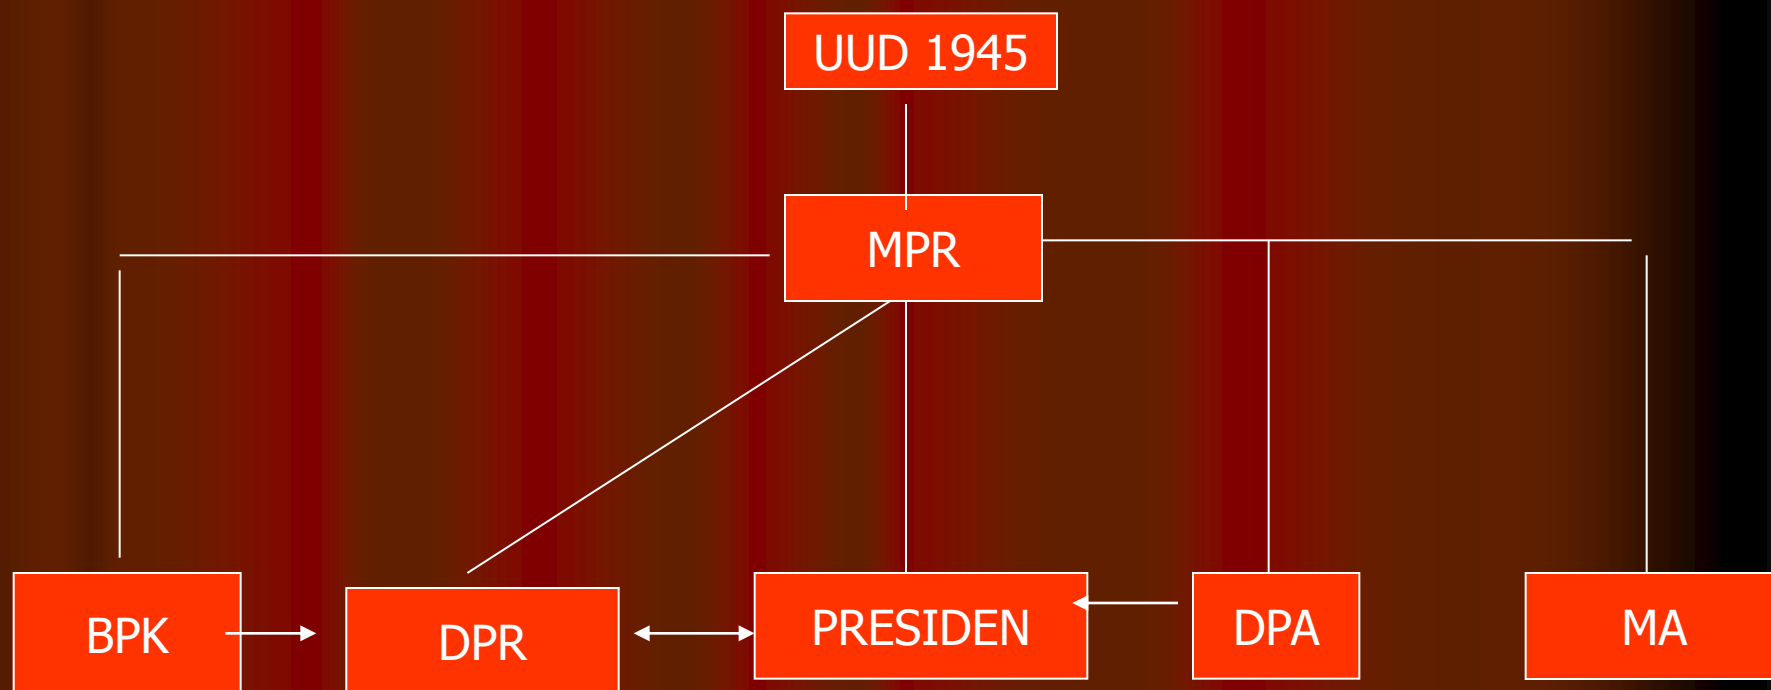 UUD 1945
MPR
BPK
DPR
PRESIDEN
DPA
MA